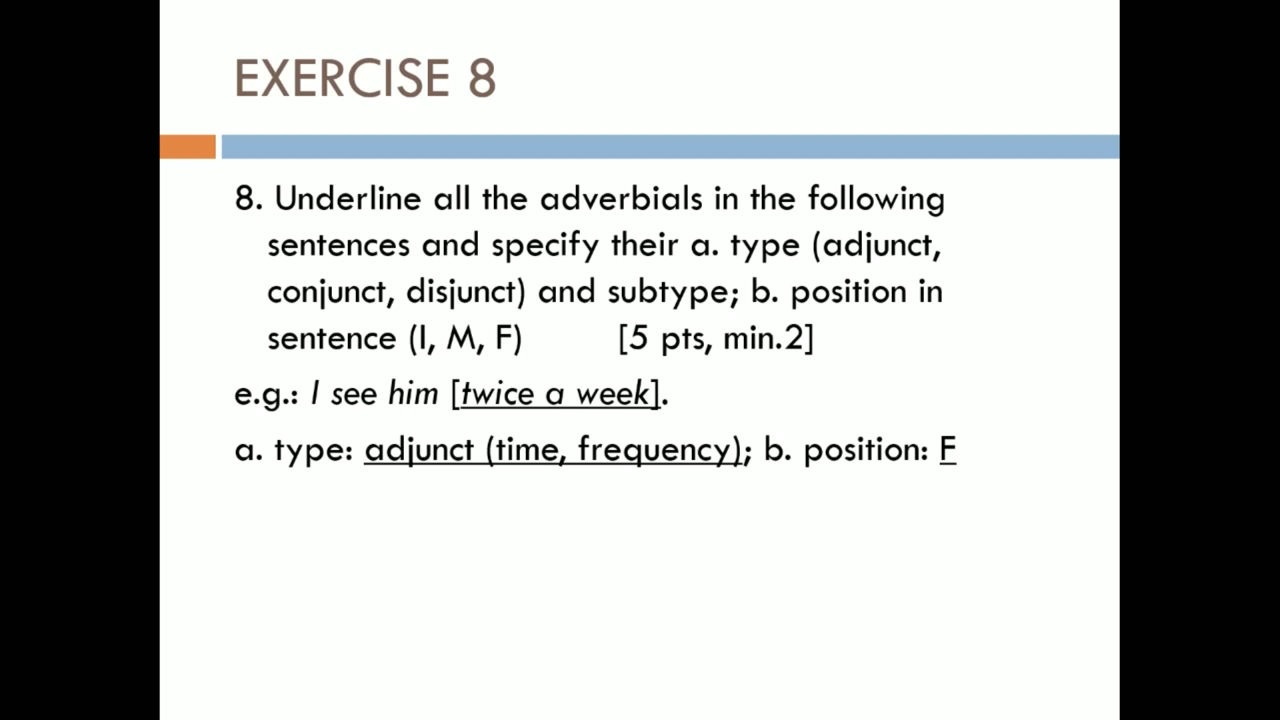 EXERCISE 8
8. Underline all the adverbials in the following
sentences and specify their a. type (adjunct,
conjunct, disjunct) and subtype; b. position in
sentence (I, M, F) [5 pts, min.2]
e.g.: I see him [twice a week].
a. type: adjunct (time, frequency); b. position: F